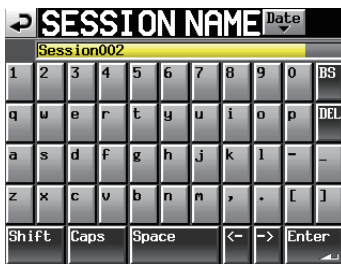 SESSION NAME Date
Session002
1 2 3 4 5 6 7 8 9 0 BS
q w e r t y u i o p DEL
a s d f g h j k l - _
z x c v b n m , . [ ]
Shift Caps Space <- -> Enter